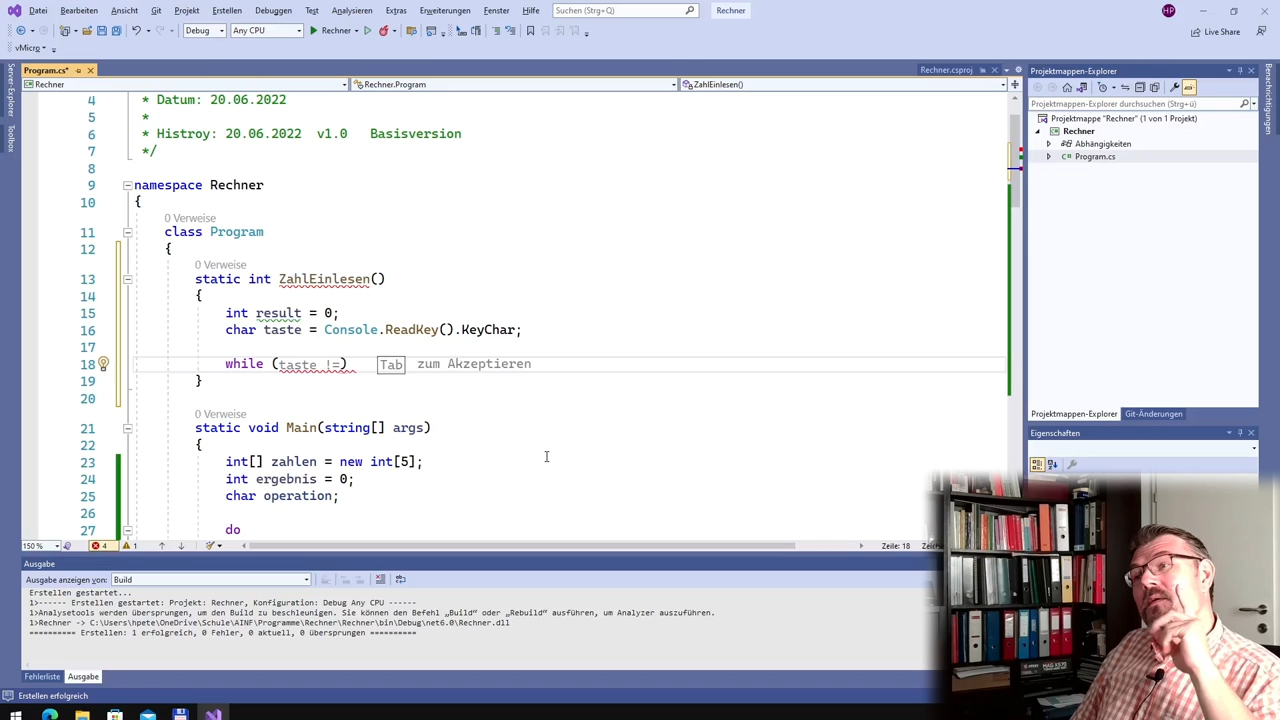 Datei Bearbeiten Ansicht Git Projekt Erstellen Debuggen Test Analysieren Extras Erweiterungen Fenster Hilfe Suchen (Strg+Q) Rechner HP
Debug Any CPU Rechner Live Share
vMicro
Server-Explorer
Toolbox
Program.cs* Rechner.csproj
Rechner Rechner.Program ZahlEinlesen()
4 * Datum: 20.06.2022
5 *
6 * Histroy: 20.06.2022 v1.0 Basisversion
7 */
8
9 namespace Rechner
10 {
0 Verweise
11 class Program
12 {
0 Verweise
13 static int ZahlEinlesen()
14 {
15 int result = 0;
16 char taste = Console.ReadKey().KeyChar;
17
18 while (taste !=) Tab zum Akzeptieren
19 }
20
0 Verweise
21 static void Main(string[] args)
22 {
23 int[] zahlen = new int[5];
24 int ergebnis = 0;
25 char operation;
26
27 do
150 % 4 1 Zeile: 18
Ausgabe
Ausgabe anzeigen von: Build
Erstellen gestartet...
1>------ Erstellen gestartet: Projekt: Rechner, Konfiguration: Debug Any CPU ------
1>Analysetools werden übersprungen, um den Build zu beschleunigen. Sie können den Befehl „Build“ oder „Rebuild“ ausführen, um Analyzer auszuführen.
1>Rechner -> C:\Users\hpete\OneDrive\Schule\AINF\Programme\Rechner\Rechner\bin\Debug\net6.0\Rechner.dll
========== Erstellen: 1 erfolgreich, 0 Fehler, 0 aktuell, 0 übersprungen ==========
Fehlerliste Ausgabe
Erstellen erfolgreich
Projektmappen-Explorer
Projektmappen-Explorer durchsuchen (Strg+ü)
Projektmappe "Rechner" (1 von 1 Projekt)
Rechner
Abhängigkeiten
Program.cs
Projektmappen-Explorer Git-Änderungen
Eigenschaften
Benachrichtigungen
MAG X570